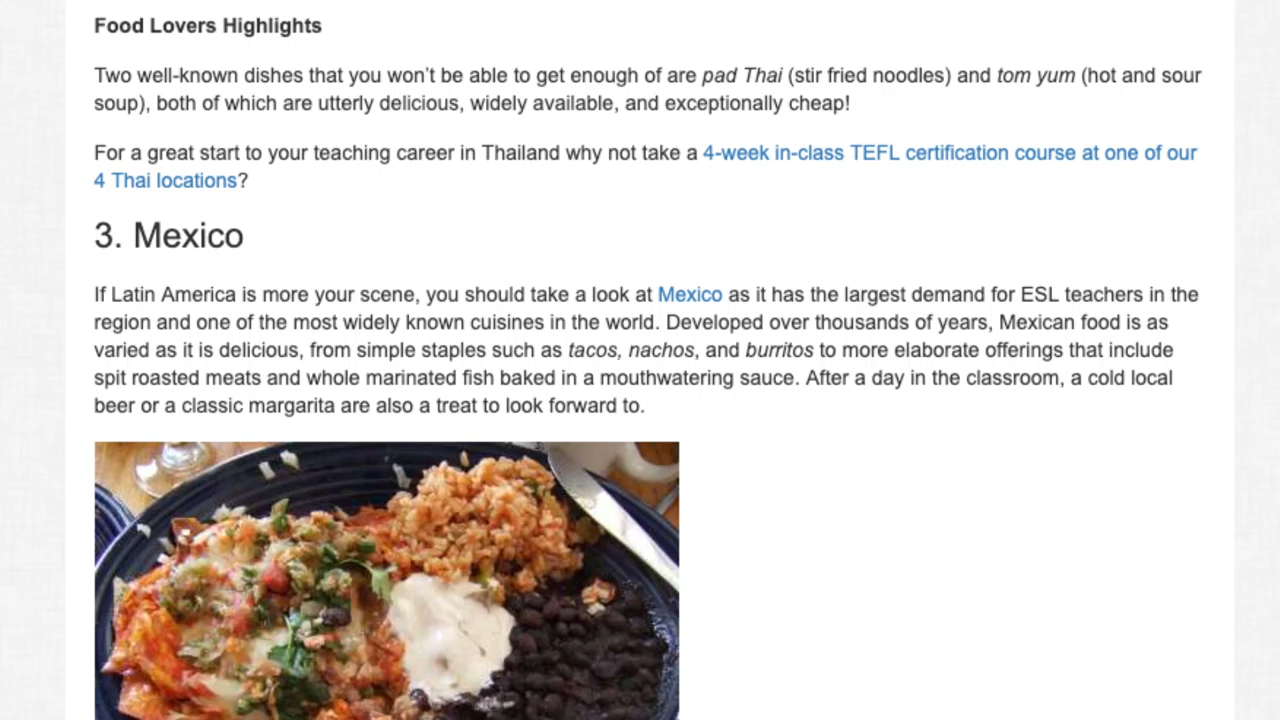 Food Lovers Highlights
Two well-known dishes that you won’t be able to get enough of are pad Thai (stir fried noodles) and tom yum (hot and sour
soup), both of which are utterly delicious, widely available, and exceptionally cheap!
For a great start to your teaching career in Thailand why not take a 4-week in-class TEFL certification course at one of our
4 Thai locations?
3. Mexico
If Latin America is more your scene, you should take a look at Mexico as it has the largest demand for ESL teachers in the
region and one of the most widely known cuisines in the world. Developed over thousands of years, Mexican food is as
varied as it is delicious, from simple staples such as tacos, nachos, and burritos to more elaborate offerings that include
spit roasted meats and whole marinated fish baked in a mouthwatering sauce. After a day in the classroom, a cold local
beer or a classic margarita are also a treat to look forward to.